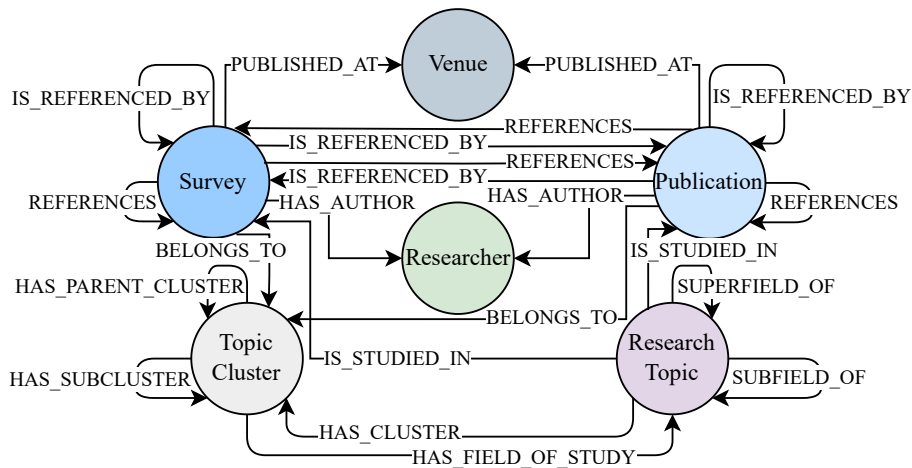 PUBLISHED_AT
Venue
PUBLISHED_AT
IS_REFERENCED_BY
IS_REFERENCED_BY
REFERENCES
IS_REFERENCED_BY
REFERENCES
Survey
IS_REFERENCED_BY
Publication
REFERENCES
HAS_AUTHOR
HAS_AUTHOR
REFERENCES
BELONGS_TO
Researcher
IS_STUDIED_IN
HAS_PARENT_CLUSTER
SUPERFIELD_OF
BELONGS_TO
Topic
Cluster
IS_STUDIED_IN
Research
Topic
HAS_SUBCLUSTER
SUBFIELD_OF
HAS_CLUSTER
HAS_FIELD_OF_STUDY